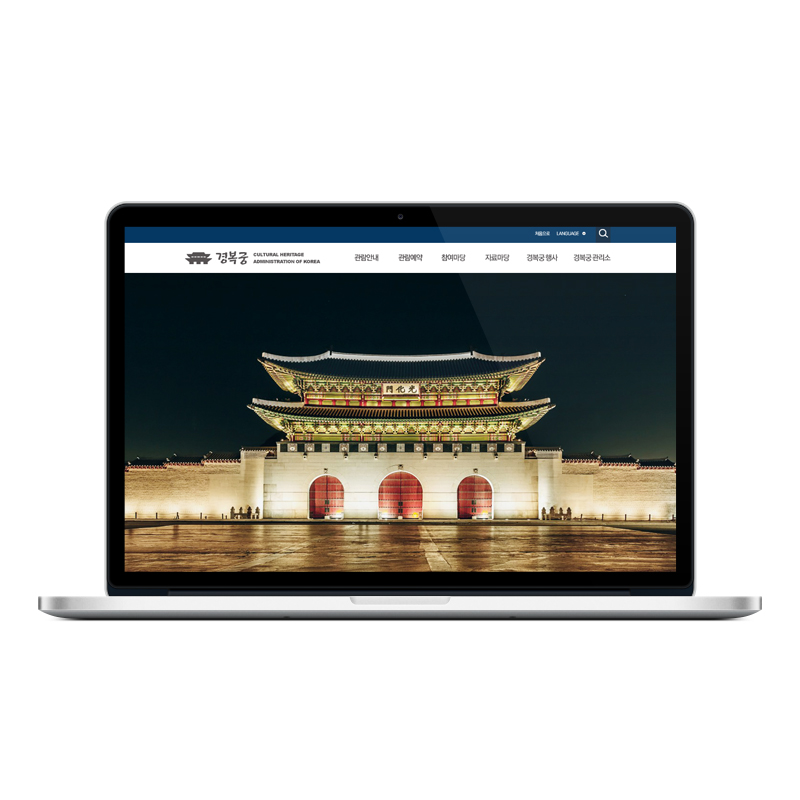 처음으로 LANGUAGE
경복궁 CULTURAL HERITAGE
ADMINISTRATION OF KOREA
관람안내 관람예약 참여마당 자료마당 경복궁 행사 경복궁 관리소
門化光